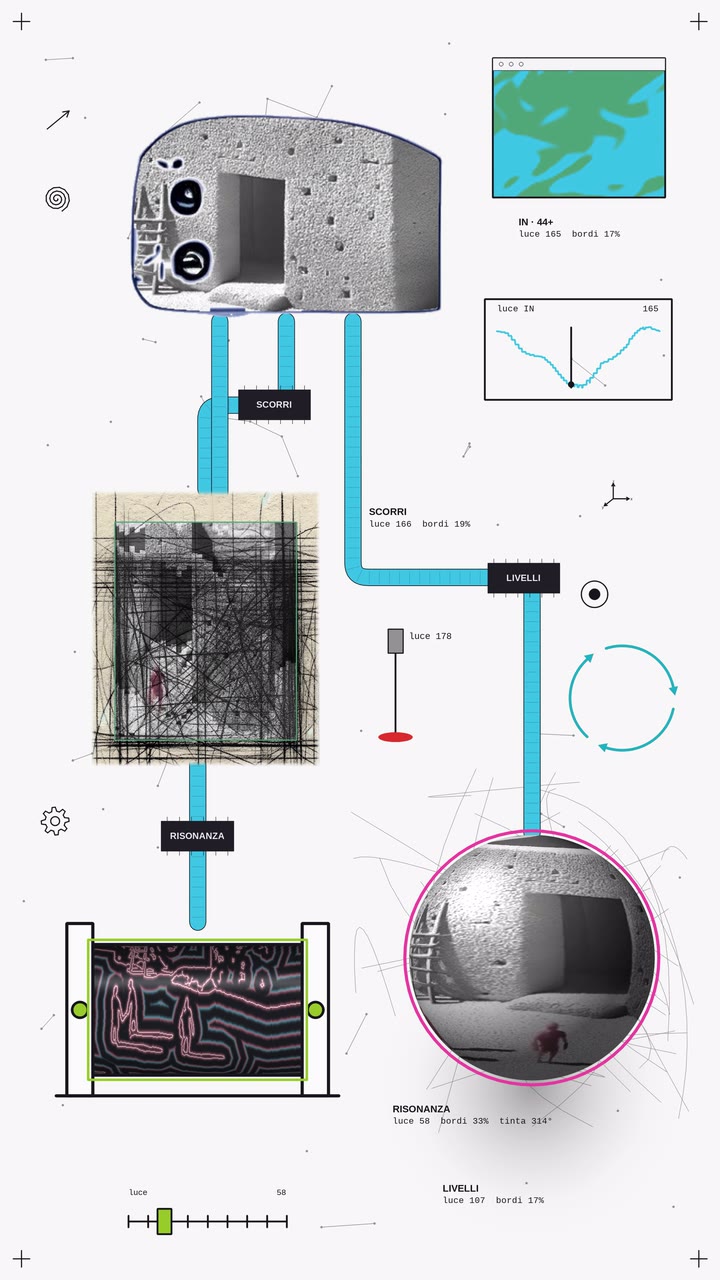 IN · 44+
luce 165 bordi 17%
luce IN 165
SCORRI
SCORRI
luce 166 bordi 19%
LIVELLI
luce 178
RISONANZA
RISONANZA
luce 58 bordi 33% tinta 314°
luce 58
LIVELLI
luce 107 bordi 17%